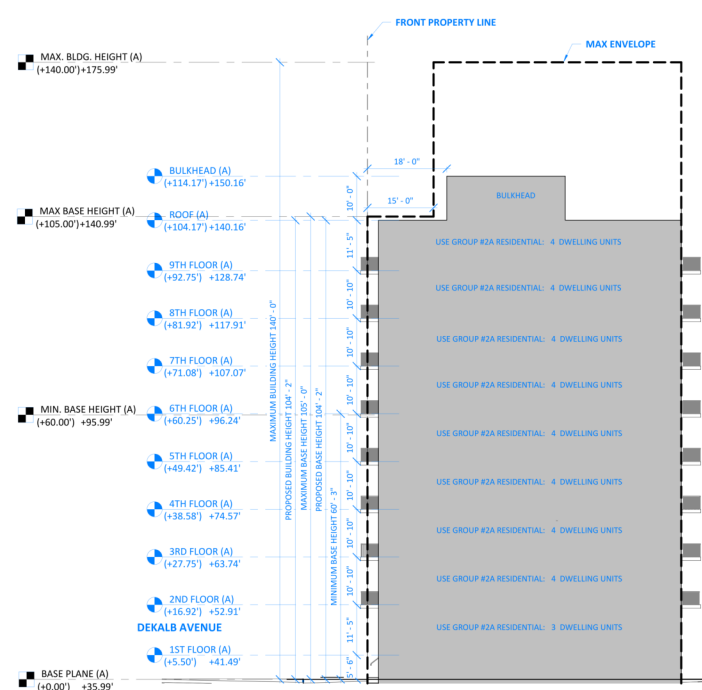 FRONT PROPERTY LINE
MAX ENVELOPE
MAX. BLDG. HEIGHT (A)
(+140.00')+175.99'
18' - 0"
BULKHEAD (A)
(+114.17') +150.16'
10' - 0"
BULKHEAD
15' - 0"
MAX BASE HEIGHT (A)
(+105.00')+140.99'
ROOF (A)
(+104.17') +140.16'
11' - 5"
USE GROUP #2A RESIDENTIAL: 4 DWELLING UNITS
9TH FLOOR (A)
(+92.75') +128.74'
10' - 10"
USE GROUP #2A RESIDENTIAL: 4 DWELLING UNITS
8TH FLOOR (A)
(+81.92') +117.91'
10' - 10"
USE GROUP #2A RESIDENTIAL: 4 DWELLING UNITS
7TH FLOOR (A)
(+71.08') +107.07'
10' - 10"
USE GROUP #2A RESIDENTIAL: 4 DWELLING UNITS
MIN. BASE HEIGHT (A)
(+60.00') +95.99'
6TH FLOOR (A)
(+60.25') +96.24'
10' - 10"
USE GROUP #2A RESIDENTIAL: 4 DWELLING UNITS
5TH FLOOR (A)
(+49.42') +85.41'
10' - 10"
USE GROUP #2A RESIDENTIAL: 4 DWELLING UNITS
4TH FLOOR (A)
(+38.58') +74.57'
10' - 10"
USE GROUP #2A RESIDENTIAL: 4 DWELLING UNITS
3RD FLOOR (A)
(+27.75') +63.74'
10' - 10"
USE GROUP #2A RESIDENTIAL: 4 DWELLING UNITS
2ND FLOOR (A)
(+16.92') +52.91'
11' - 5"
USE GROUP #2A RESIDENTIAL: 3 DWELLING UNITS
DEKALB AVENUE
1ST FLOOR (A)
(+5.50') +41.49'
5' - 6"
BASE PLANE (A)
(+0.00') +35.99'
MAXIMUM BUILDING HEIGHT 140' - 0"
PROPOSED BUILDING HEIGHT 104' - 2"
MAXIMUM BASE HEIGHT 105' - 0"
PROPOSED BASE HEIGHT 104' - 2"
MINIMUM BASE HEIGHT 60' - 3"